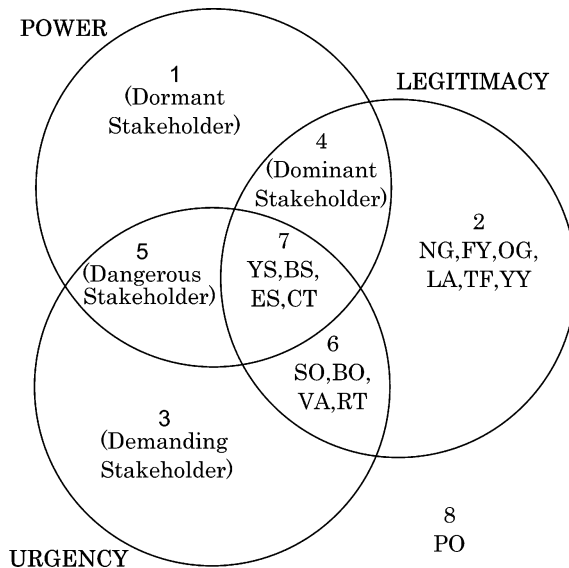 POWER
1
(Dormant
Stakeholder)
LEGITIMACY
4
(Dominant
Stakeholder)
2
NG,FY,OG,
LA,TF,YY
5
(Dangerous
Stakeholder)
7
YS,BS,
ES,CT
6
SO,BO,
VA,RT
3
(Demanding
Stakeholder)
8
PO
URGENCY